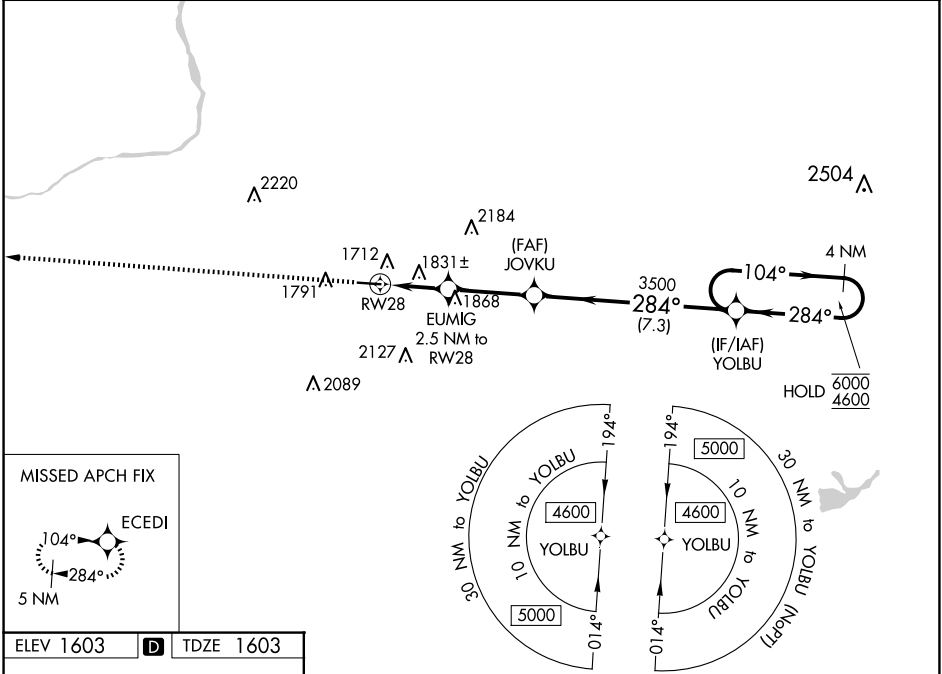 2220
2504
2184
(FAF)
JOVKU
4 NM
1712
1831±
104°
1791
RW28
1868
3500
284°
(7.3)
284°
EUMIG
2.5 NM to
RW28
(IF/IAF)
YOLBU
2127
2089
HOLD 6000
4600
MISSED APCH FIX
ECEDI
104°
284°
5 NM
30 NM to YOLBU
10 NM to YOLBU
194°
4600
YOLBU
5000
014°
194°
5000
4600
YOLBU
10 NM to YOLBU
30 NM to YOLBU (NoPT)
014°
ELEV 1603 D TDZE 1603